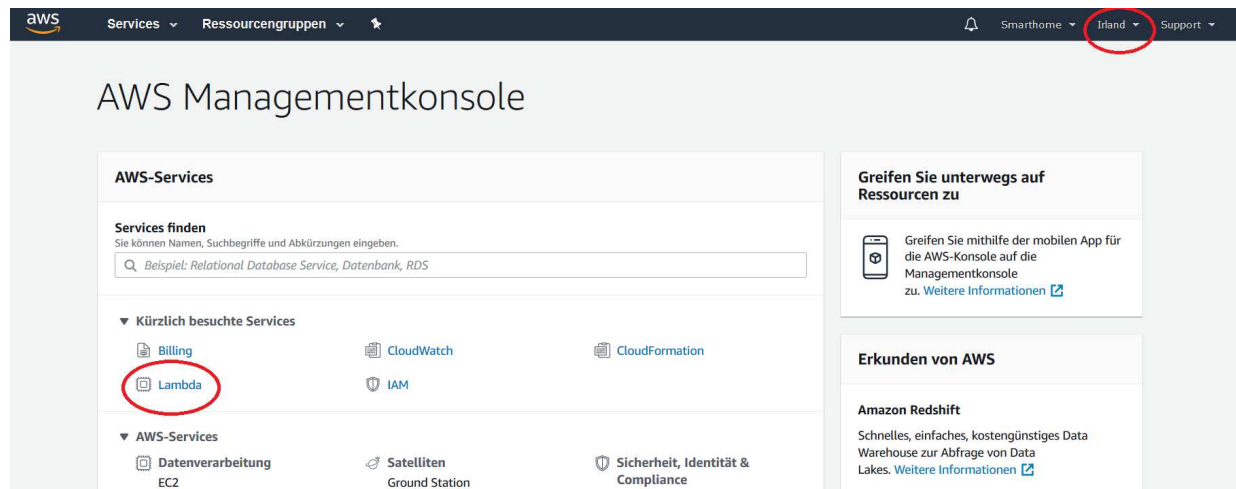 aws
Services
Ressourcengruppen
Smarthome
Irland
Support
AWS Managementkonsole
AWS-Services
Services finden
Sie können Namen, Suchbegriffe und Abkürzungen eingeben.
Beispiel: Relational Database Service, Datenbank, RDS
Kürzlich besuchte Services
Billing
CloudWatch
CloudFormation
Lambda
IAM
AWS-Services
Datenverarbeitung
EC2
Satelliten
Ground Station
Sicherheit, Identität &
Compliance
Greifen Sie unterwegs auf
Ressourcen zu
Greifen Sie mithilfe der mobilen App für
die AWS-Konsole auf die
Managementkonsole
zu. Weitere Informationen
Erkunden von AWS
Amazon Redshift
Schnelles, einfaches, kostengünstiges Data
Warehouse zur Abfrage von Data
Lakes. Weitere Informationen